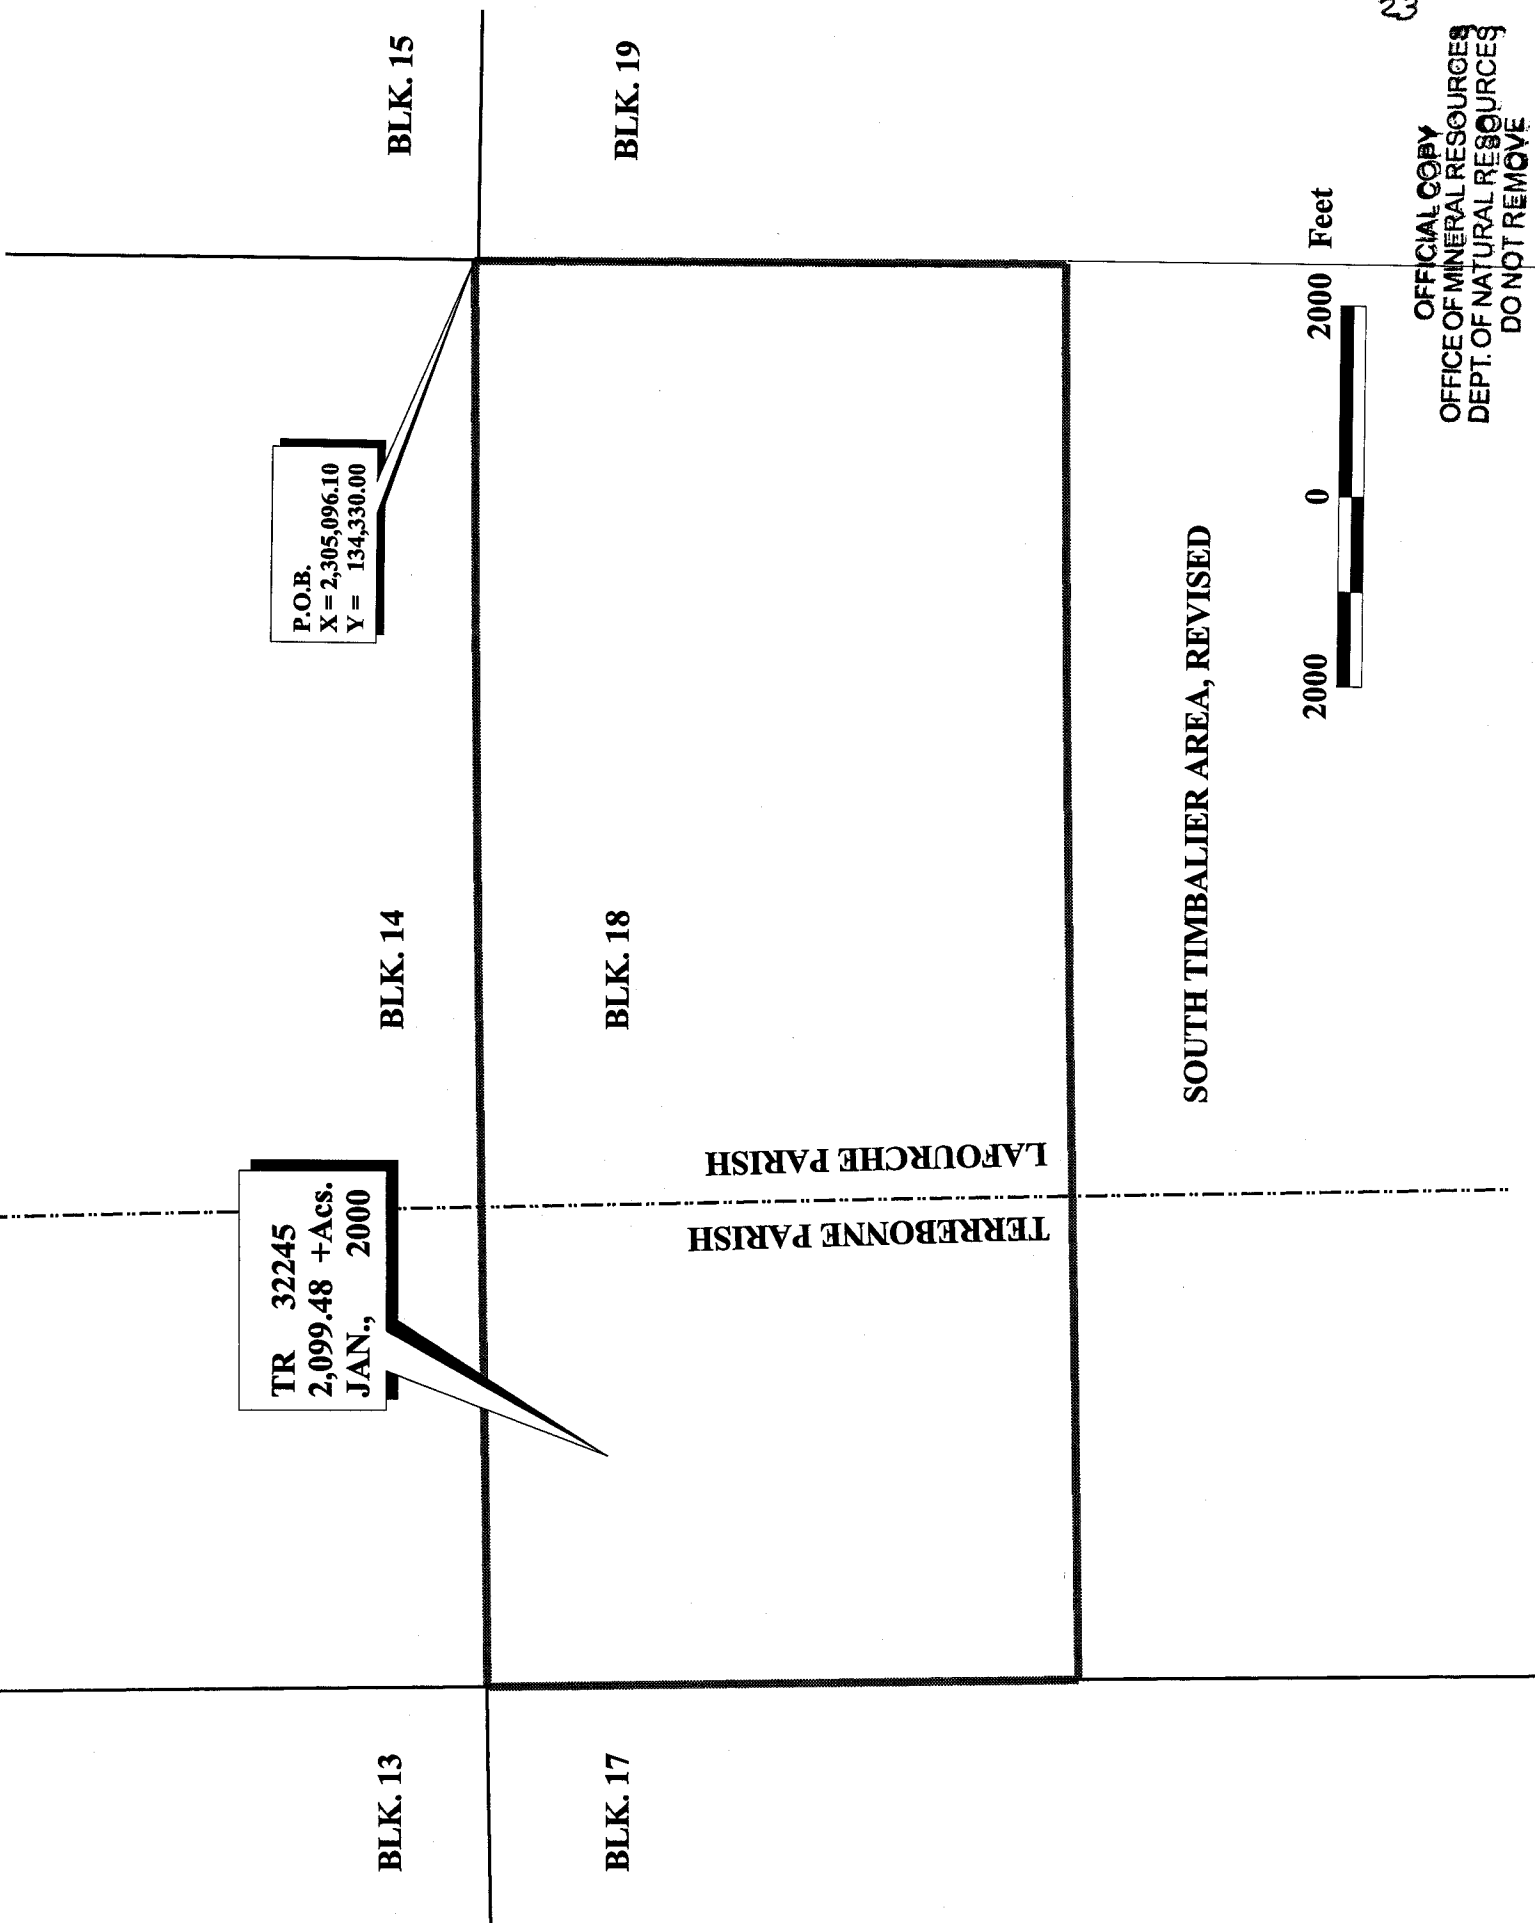 BLK. 13
BLK. 14
BLK. 15
BLK. 17
BLK. 18
BLK. 19
TR 32245
2,099.48 +Acs.
JAN., 2000
P.O.B.
X = 2,305,096.10
Y = 134,330.00
TERREBONNE PARISH
LAFOURCHE PARISH
SOUTH TIMBALIER AREA, REVISED
2000 0 2000 Feet
OFFICIAL COPY
OFFICE OF MINERAL RESOURCES
DEPT. OF NATURAL RESOURCES
DO NOT REMOVE
23